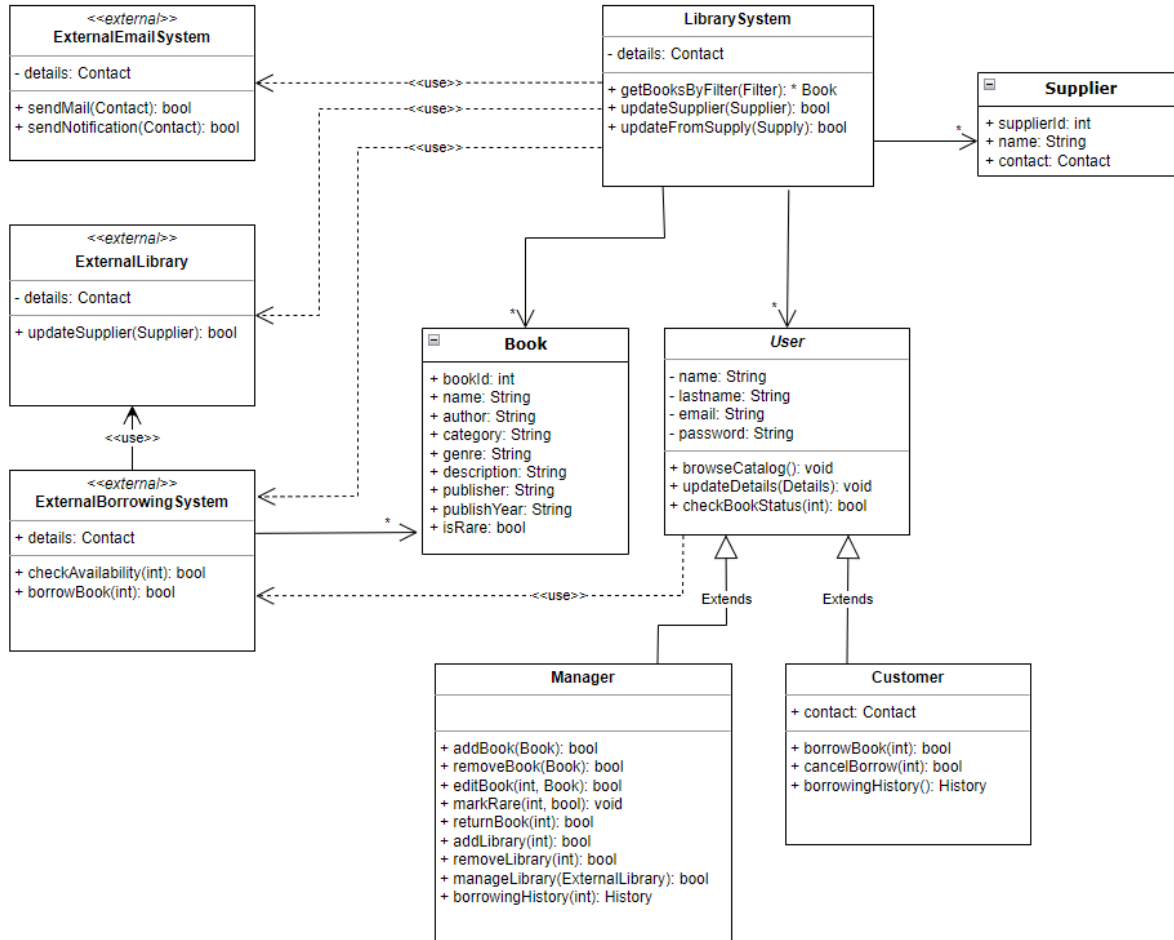 <<external>>
ExternalEmailSystem
- details: Contact
+ sendMail(Contact): bool
+ sendNotification(Contact): bool
LibrarySystem
- details: Contact
+ getBooksByFilter(Filter): * Book
+ updateSupplier(Supplier): bool
+ updateFromSupply(Supply): bool
Supplier
+ supplierId: int
+ name: String
+ contact: Contact
<<use>>
<<use>>
<<use>>
*
<<external>>
ExternalLibrary
- details: Contact
+ updateSupplier(Supplier): bool
<<use>>
*
*
Book
+ bookId: int
+ name: String
+ author: String
+ category: String
+ genre: String
+ description: String
+ publisher: String
+ publishYear: String
+ isRare: bool
User
- name: String
- lastname: String
- email: String
- password: String
+ browseCatalog(): void
+ updateDetails(Details): void
+ checkBookStatus(int): bool
<<external>>
ExternalBorrowingSystem
+ details: Contact
+ checkAvailability(int): bool
+ borrowBook(int): bool
*
<<use>>
Extends
Extends
Manager
+ addBook(Book): bool
+ removeBook(Book): bool
+ editBook(int, Book): bool
+ markRare(int, bool): void
+ returnBook(int): bool
+ addLibrary(int): bool
+ removeLibrary(int): bool
+ manageLibrary(ExternalLibrary): bool
+ borrowingHistory(int): History
Customer
+ contact: Contact
+ borrowBook(int): bool
+ cancelBorrow(int): bool
+ borrowingHistory(): History